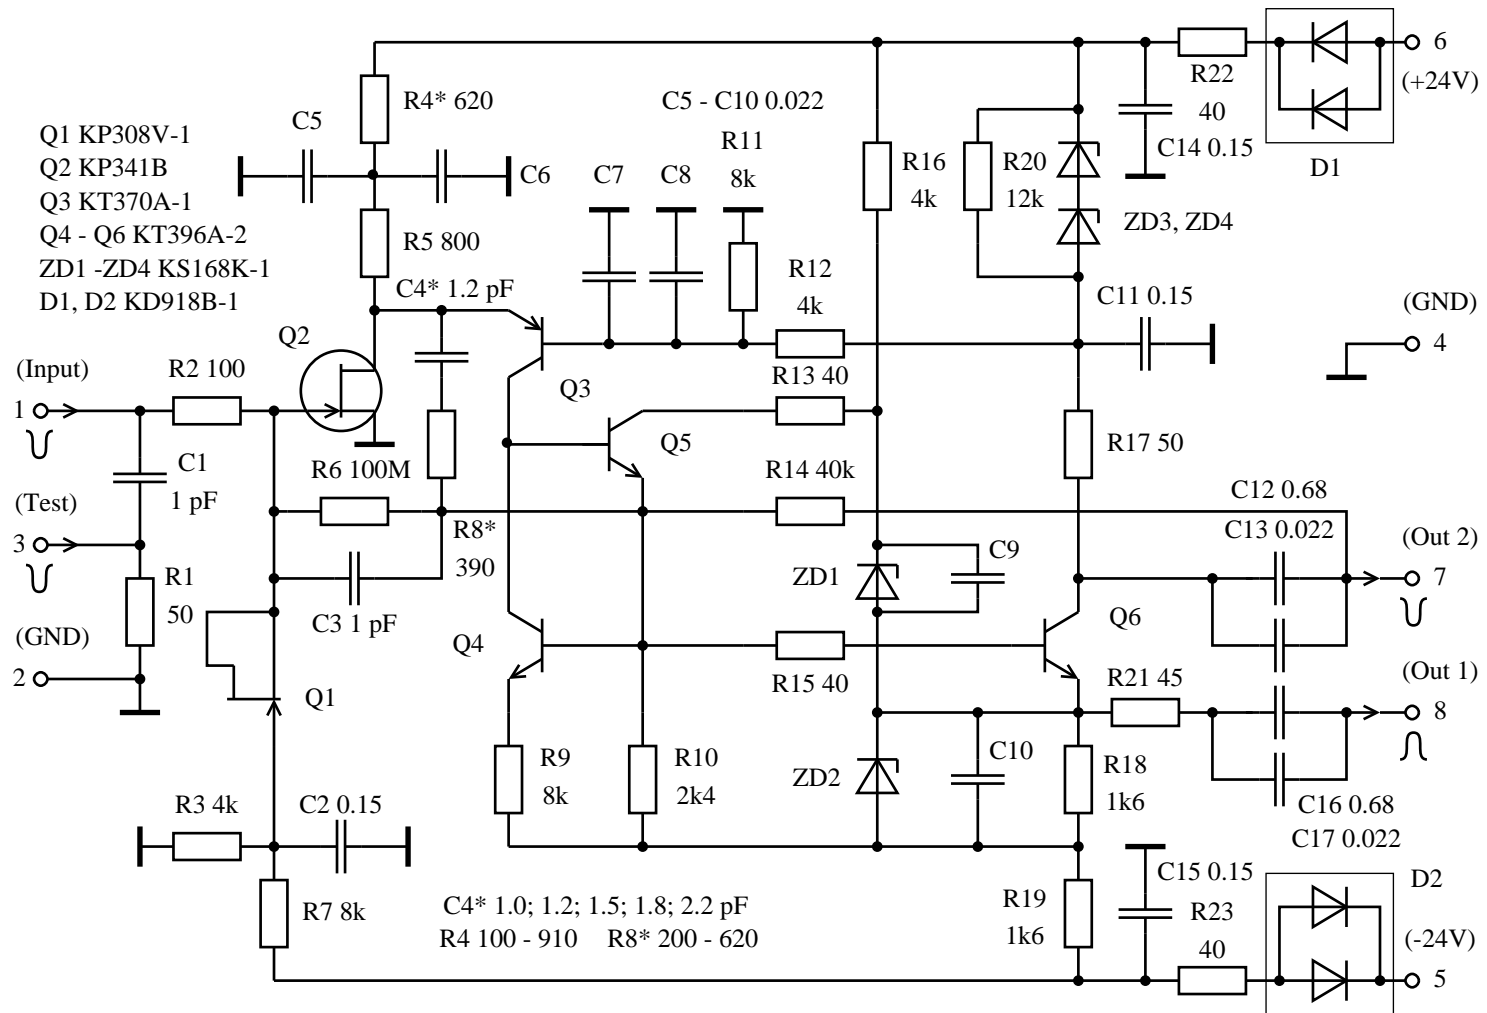 6
(+24V)
R22
40
C14 0.15
D1
R4* 620
C5 - C10 0.022
C5
Q1 KP308V-1
Q2 KP341B
Q3 KT370A-1
Q4 - Q6 KT396A-2
ZD1 -ZD4 KS168K-1
D1, D2 KD918B-1
C6
C7
C8
R11
8k
R16
4k
R20
12k
ZD3, ZD4
R5 800
R12
4k
C4* 1.2 pF
C11 0.15
(GND)
4
Q2
(Input)
R2 100
1
Q3
R13 40
Q5
R17 50
C1
1 pF
R6 100M
R14 40k
(Test)
3
R8*
390
C12 0.68
C13 0.022
(Out 2)
7
R1
50
C9
ZD1
C3 1 pF
Q6
(GND)
2
Q4
R15 40
R21 45
(Out 1)
8
Q1
R9
8k
R10
2k4
ZD2
C10
R18
1k6
R3 4k
C2 0.15
C16 0.68
C17 0.022
R7 8k
C4* 1.0; 1.2; 1.5; 1.8; 2.2 pF
R4 100 - 910 R8* 200 - 620
R19
1k6
C15 0.15
R23
40
D2
(-24V)
5